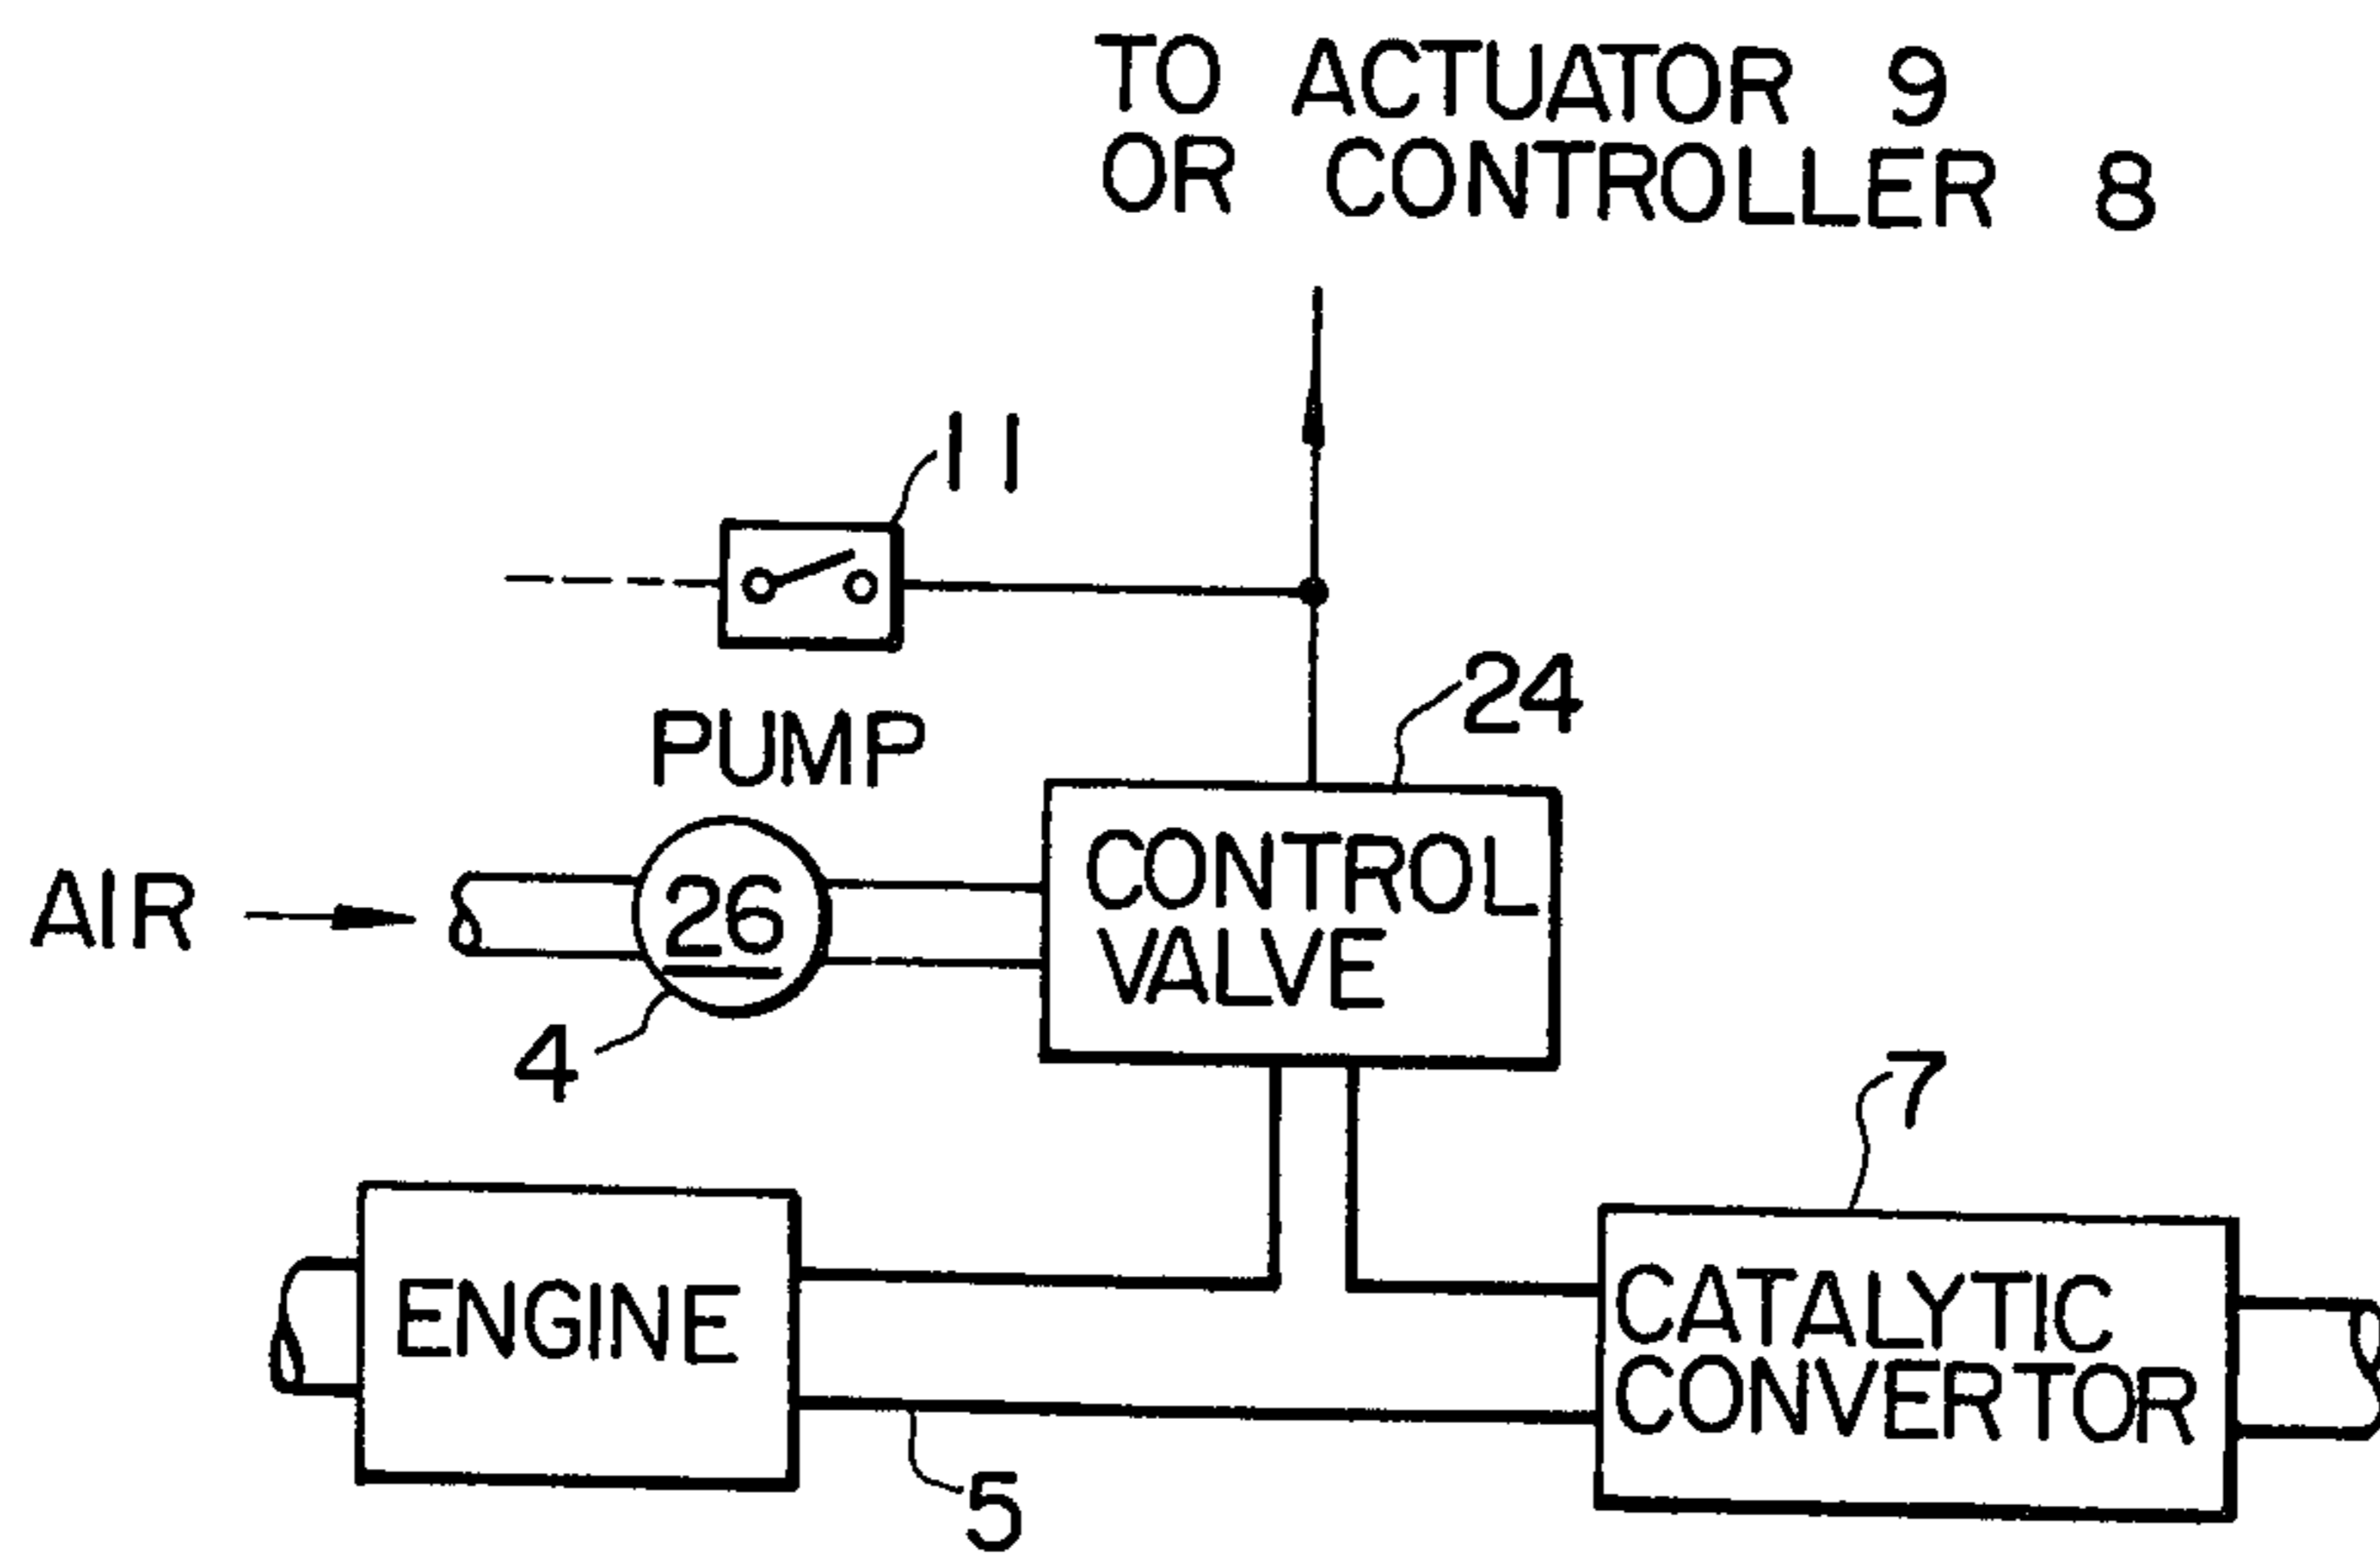 TO ACTUATOR 9
OR CONTROLLER 8
11
24
PUMP
CONTROL
VALVE
AIR
26
4
7
ENGINE
CATALYTIC
CONVERTOR
5